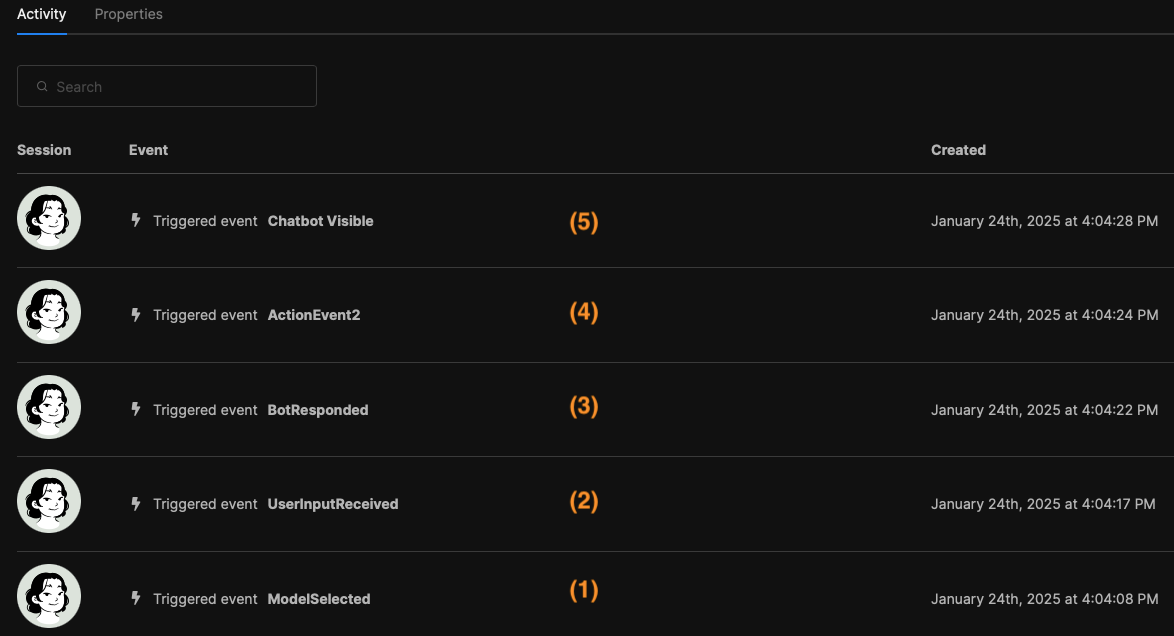 Activity Properties
Search
Session Event Created
Triggered event Chatbot Visible (5) January 24th, 2025 at 4:04:28 PM
Triggered event ActionEvent2 (4) January 24th, 2025 at 4:04:24 PM
Triggered event BotResponded (3) January 24th, 2025 at 4:04:22 PM
Triggered event UserInputReceived (2) January 24th, 2025 at 4:04:17 PM
Triggered event ModelSelected (1) January 24th, 2025 at 4:04:08 PM